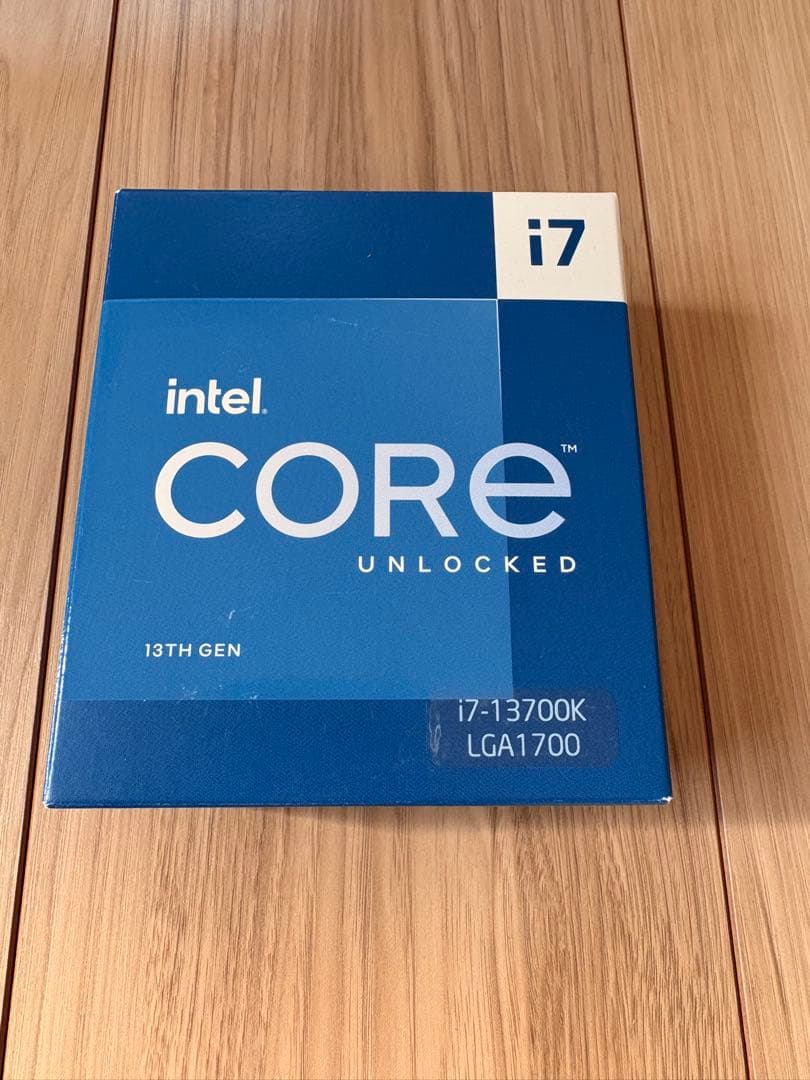 i7
intel.
CORe™
UNLOCKED
13TH GEN
i7-13700K
LGA1700